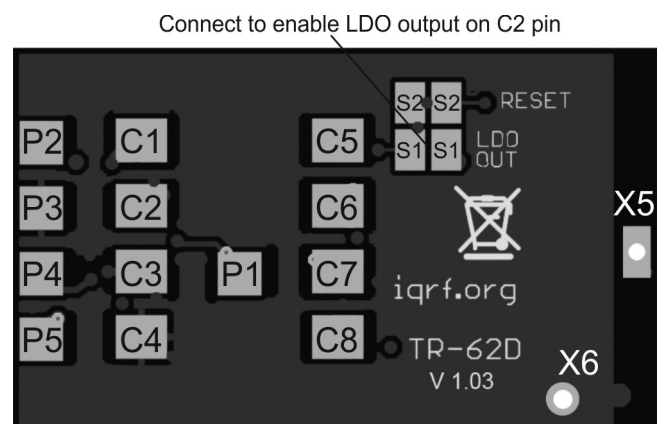 Connect to enable LDO output on C2 pin
S2 S2 RESET
P2 C1 C5 S1 S1 LDO OUT
P3 C2 C6 X5
P4 C3 P1 C7 iqrf.org
P5 C4 C8 TR-62D
V 1.03 X6